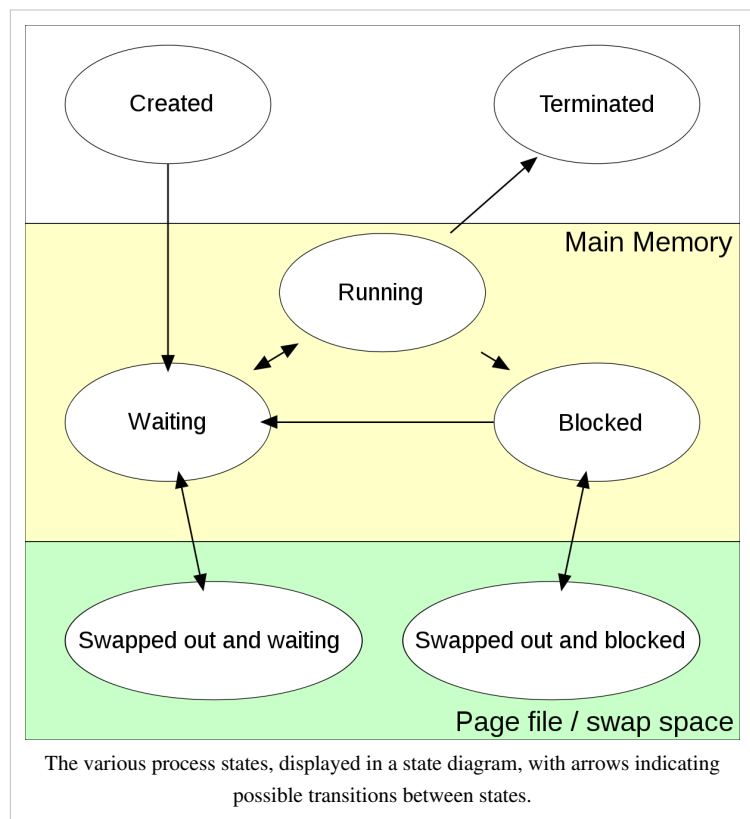 Created
Terminated
Main Memory
Running
Waiting
Blocked
Swapped out and waiting
Swapped out and blocked
Page file / swap space
The various process states, displayed in a state diagram, with arrows indicating
possible transitions between states.